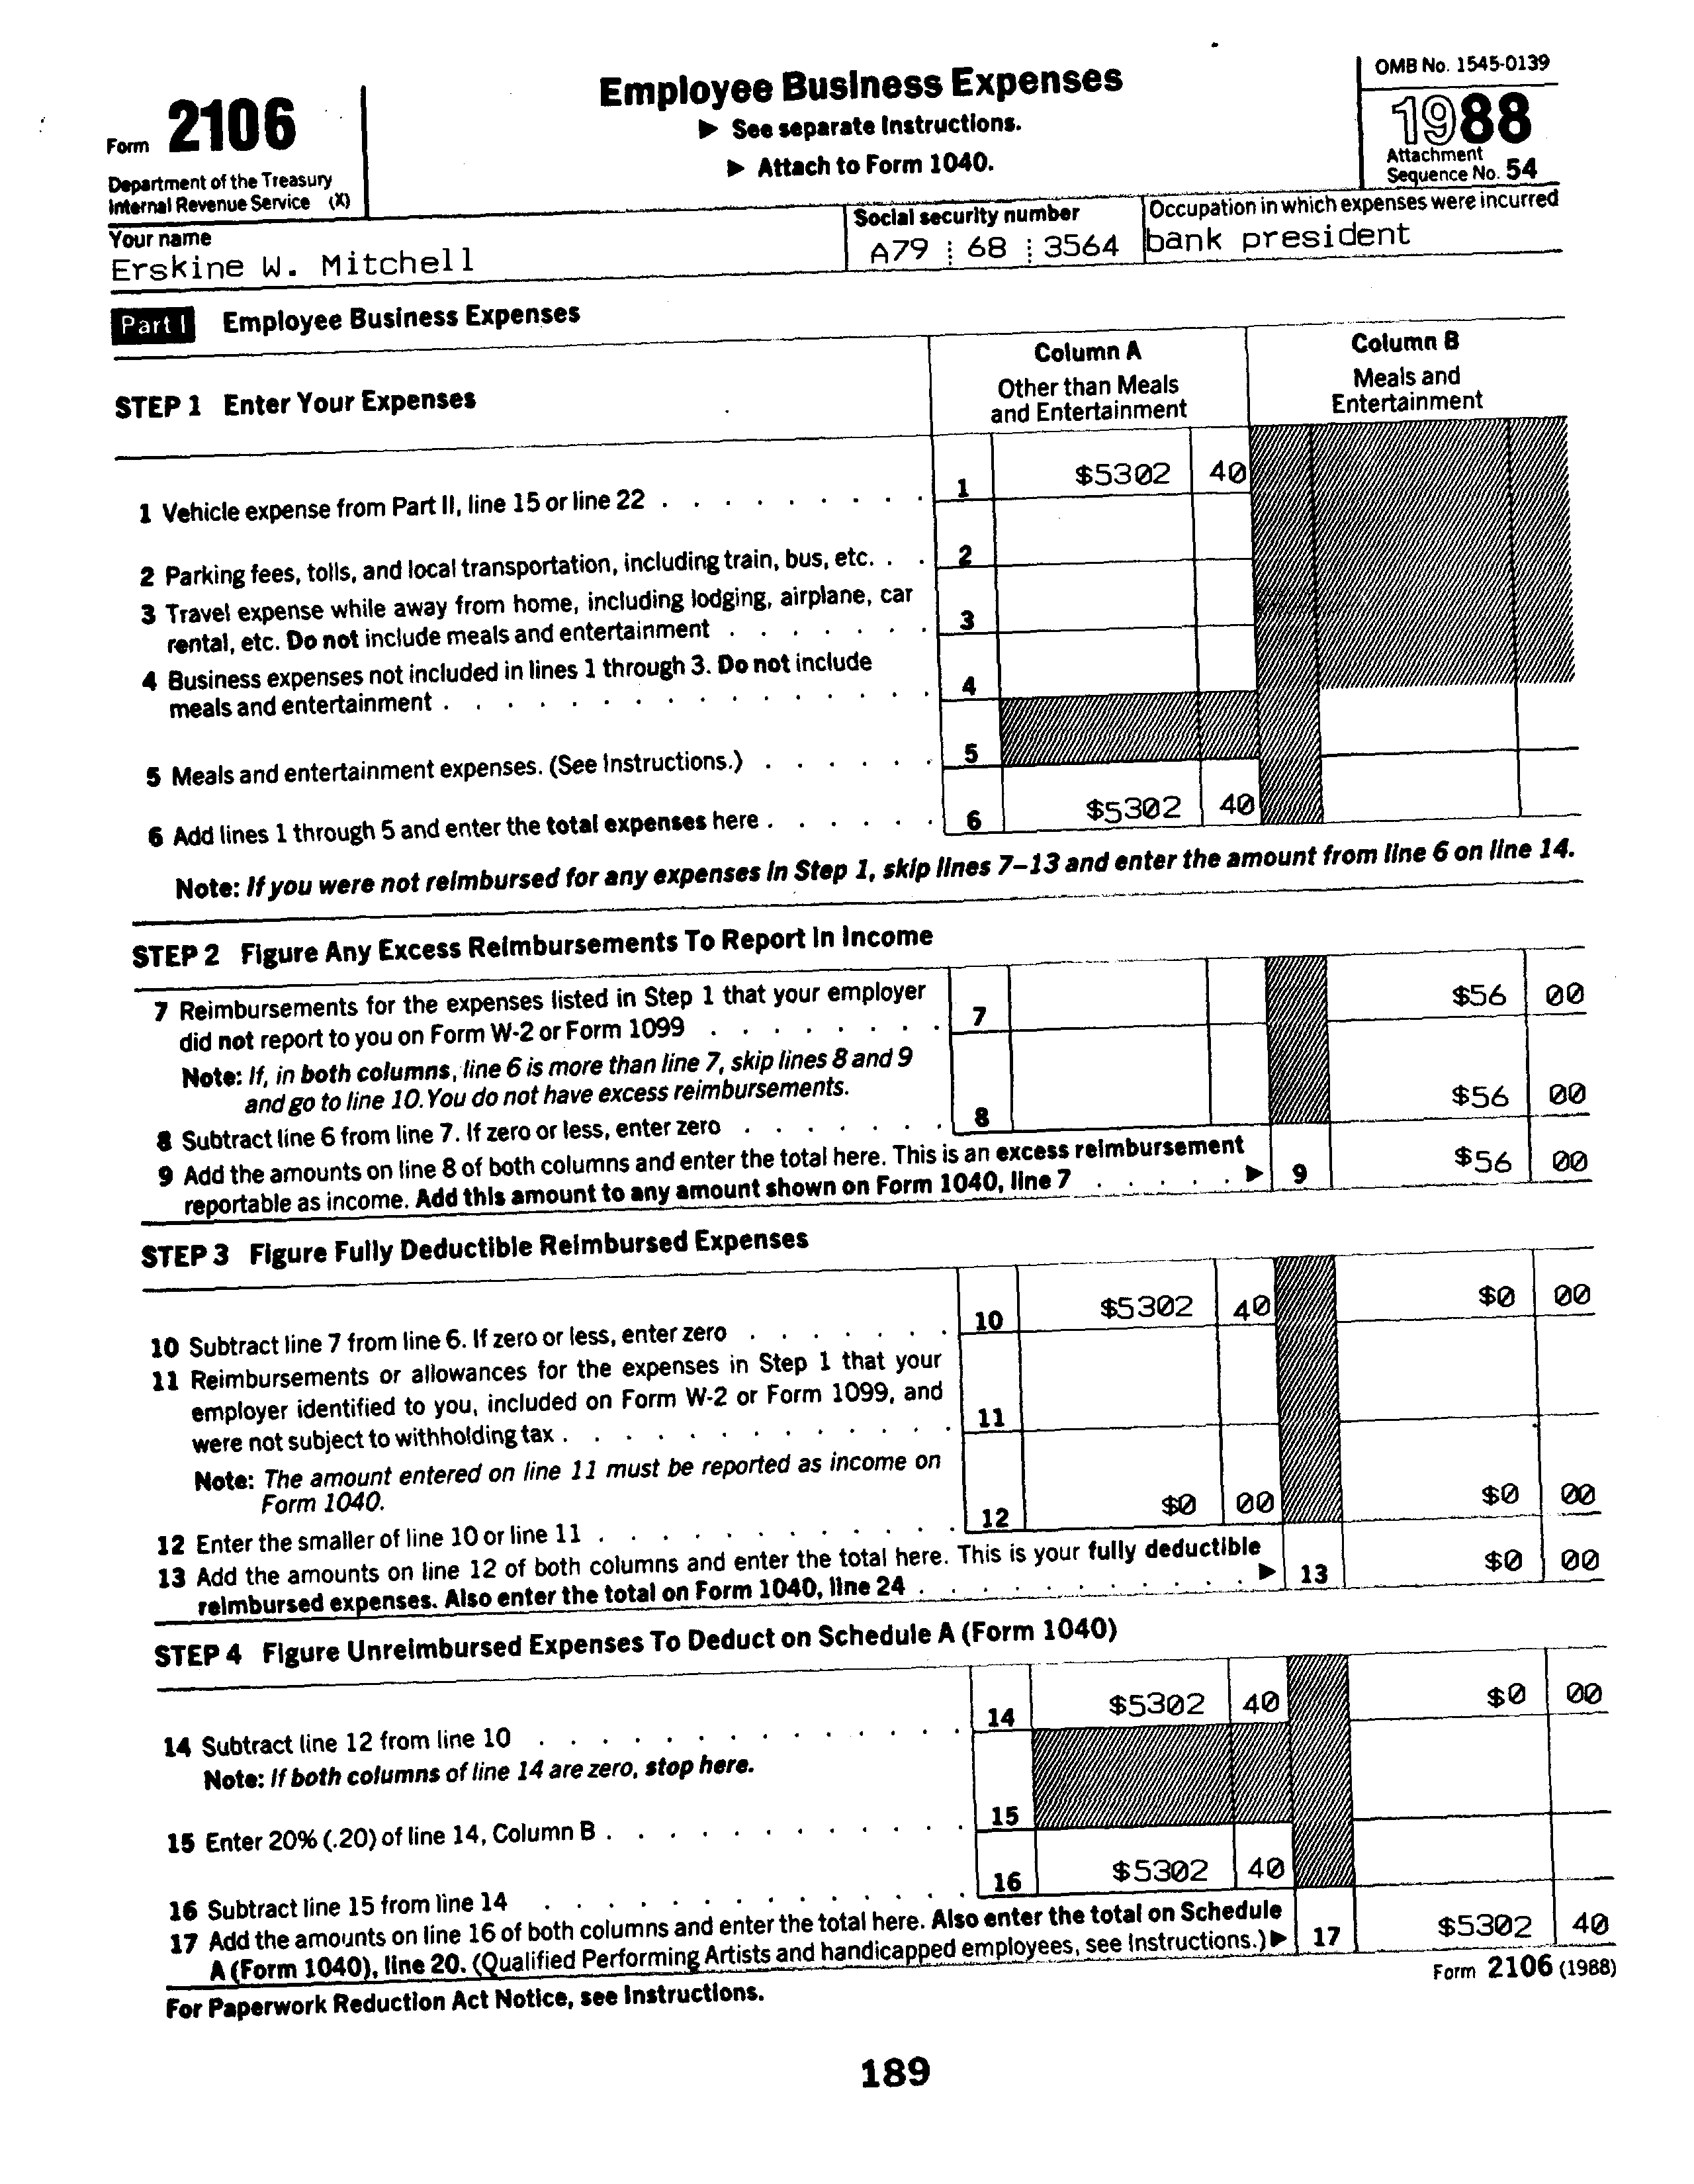 Form 2106
Department of the Treasury
Internal Revenue Service (X)
Employee Business Expenses
▶ See separate Instructions.
▶ Attach to Form 1040.
OMB No. 1545-0139
1988
Attachment
Sequence No. 54
Your name
Erskine W. Mitchell
Social security number
A79 68 3564
Occupation in which expenses were incurred
bank president
Part I Employee Business Expenses
STEP 1 Enter Your Expenses
Column A
Other than Meals
and Entertainment
Column B
Meals and
Entertainment
1 Vehicle expense from Part II, line 15 or line 22 . . . . . . . . . 1 $5302 40
2 Parking fees, tolls, and local transportation, including train, bus, etc. . . 2
3 Travel expense while away from home, including lodging, airplane, car
rental, etc. Do not include meals and entertainment . . . . . . . 3
4 Business expenses not included in lines 1 through 3. Do not include
meals and entertainment . . . . . . . . . . . . . . . 4
5 Meals and entertainment expenses. (See Instructions.) . . . . . . 5
6 Add lines 1 through 5 and enter the total expenses here . . . . . . 6 $5302 40
Note: If you were not reimbursed for any expenses in Step 1, skip lines 7–13 and enter the amount from line 6 on line 14.
STEP 2 Figure Any Excess Reimbursements To Report In Income
7 Reimbursements for the expenses listed in Step 1 that your employer
did not report to you on Form W-2 or Form 1099 . . . . . . . 7 $56 00
Note: If, in both columns, line 6 is more than line 7, skip lines 8 and 9
and go to line 10. You do not have excess reimbursements.
8 Subtract line 6 from line 7. If zero or less, enter zero . . . . . . . 8 $56 00
9 Add the amounts on line 8 of both columns and enter the total here. This is an excess reimbursement
reportable as income. Add this amount to any amount shown on Form 1040, line 7 . . . . . ▶ 9 $56 00
STEP 3 Figure Fully Deductible Reimbursed Expenses
10 Subtract line 7 from line 6. If zero or less, enter zero . . . . . . . 10 $5302 40 $0 00
11 Reimbursements or allowances for the expenses in Step 1 that your
employer identified to you, included on Form W-2 or Form 1099, and
were not subject to withholding tax . . . . . . . . . . . . . 11
Note: The amount entered on line 11 must be reported as income on
Form 1040.
12 Enter the smaller of line 10 or line 11 . . . . . . . . . . . . 12 $0 00 $0 00
13 Add the amounts on line 12 of both columns and enter the total here. This is your fully deductible
reimbursed expenses. Also enter the total on Form 1040, line 24 . . . . . . . . . . . ▶ 13 $0 00
STEP 4 Figure Unreimbursed Expenses To Deduct on Schedule A (Form 1040)
14 Subtract line 12 from line 10 . . . . . . . . . . . . . . 14 $5302 40 $0 00
Note: If both columns of line 14 are zero, stop here.
15 Enter 20% (.20) of line 14, Column B . . . . . . . . . . . . 15
16 Subtract line 15 from line 14 . . . . . . . . . . . . . . 16 $5302 40
17 Add the amounts on line 16 of both columns and enter the total here. Also enter the total on Schedule
A (Form 1040), line 20. (Qualified Performing Artists and handicapped employees, see Instructions.) ▶ 17 $5302 40
For Paperwork Reduction Act Notice, see Instructions.
Form 2106 (1988)
189